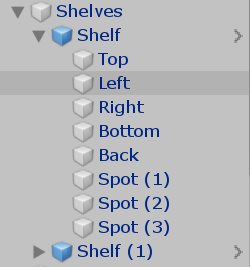 Shelves
Shelf
Top
Left
Right
Bottom
Back
Spot (1)
Spot (2)
Spot (3)
Shelf (1)